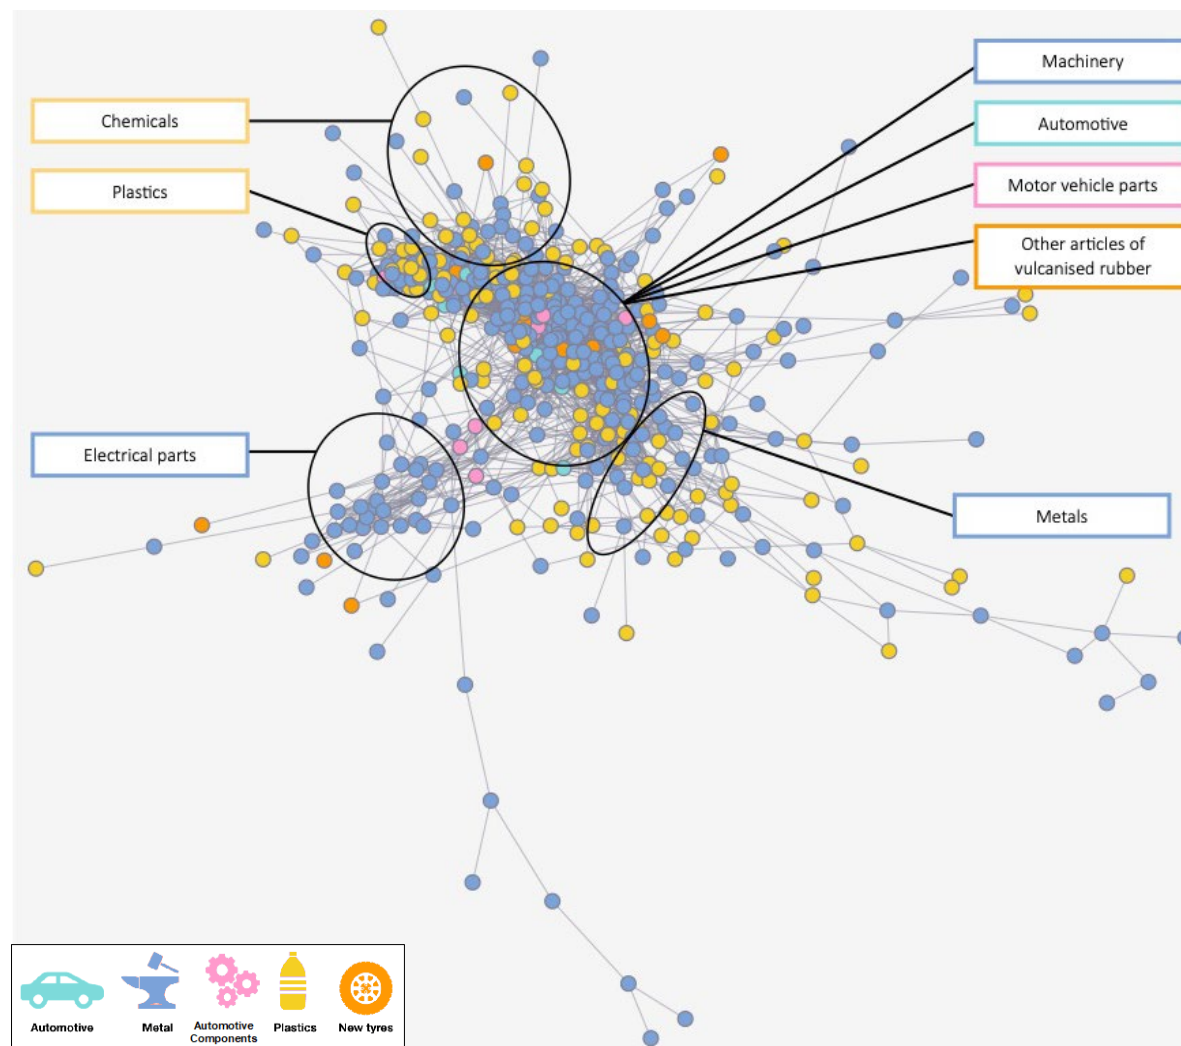 Machinery
Chemicals
Automotive
Plastics
Motor vehicle parts
Other articles of
vulcanised rubber
Electrical parts
Metals
Automotive
Metal
Automotive
Components
Plastics
New tyres